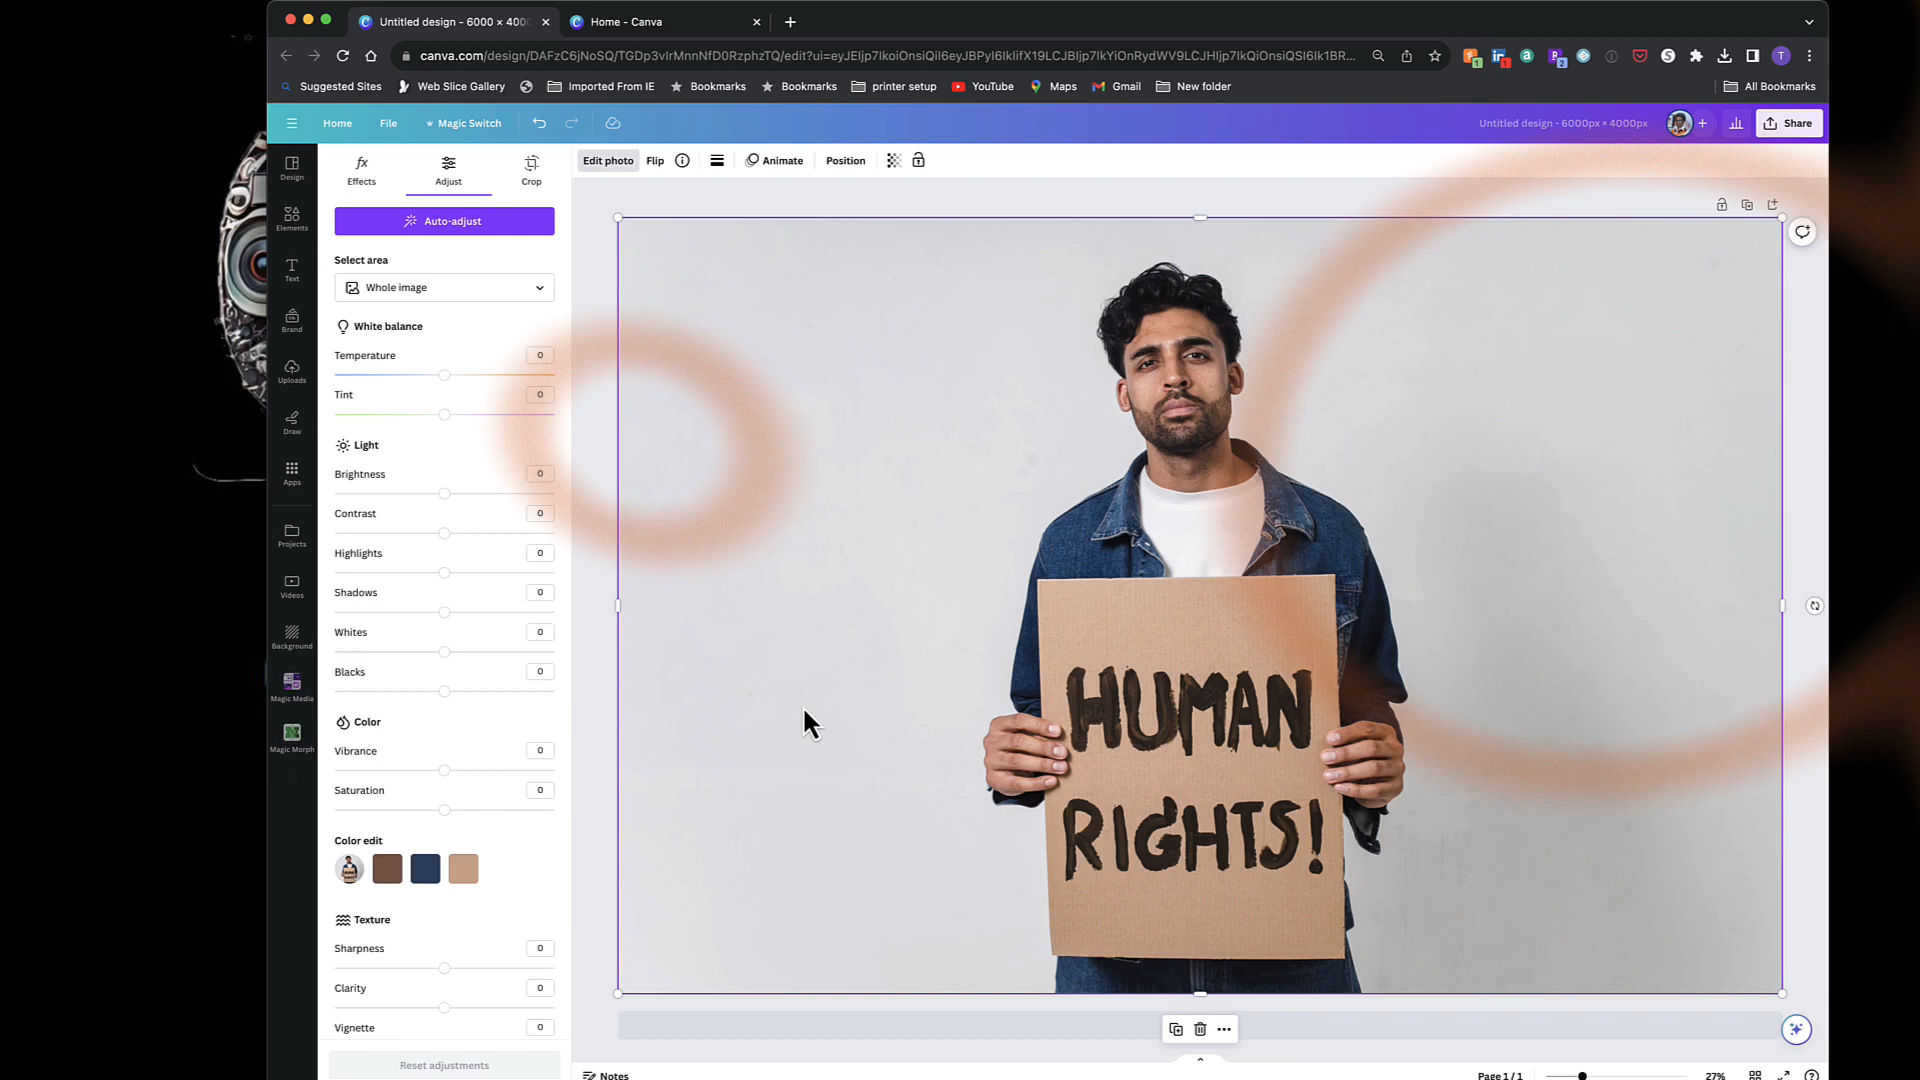 Untitled design - 6000 × 400
Home - Canva
canva.com/design/DAFzC6jNoSQ/TGDp3vIrMnnNfD0RzphzTQ/edit?ui=
Suggested Sites
Web Slice Gallery
Imported From IE
Bookmarks
Bookmarks
printer setup
YouTube
Maps
Gmail
New folder
All Bookmarks
Home
File
Magic Switch
Untitled design - 6000px × 4000px
Share
Design
Elements
Text
Brand
Uploads
Draw
Apps
Projects
Videos
Background
Magic Media
Magic Morph
Effects
Adjust
Crop
Edit photo
Flip
Animate
Position
Auto-adjust
Select area
Whole image
White balance
Temperature 0
Tint 0
Light
Brightness 0
Contrast 0
Highlights 0
Shadows 0
Whites 0
Blacks 0
Color
Vibrance 0
Saturation 0
Color edit
Texture
Sharpness 0
Clarity 0
Vignette 0
Reset adjustments
HUMAN
RIGHTS!
Notes
Page 1 / 1
27%